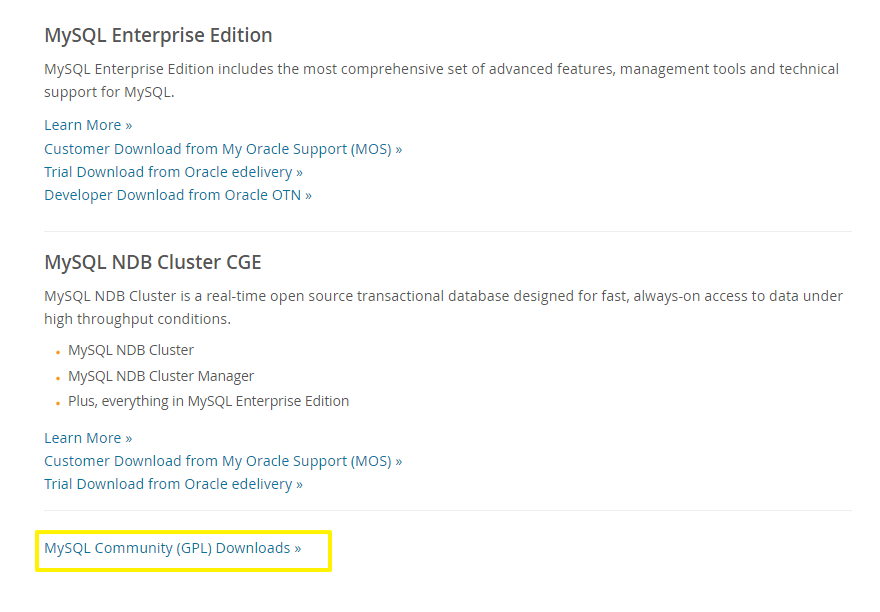 MySQL Enterprise Edition
MySQL Enterprise Edition includes the most comprehensive set of advanced features, management tools and technical
support for MySQL.
Learn More »
Customer Download from My Oracle Support (MOS) »
Trial Download from Oracle edelivery »
Developer Download from Oracle OTN »
MySQL NDB Cluster CGE
MySQL NDB Cluster is a real-time open source transactional database designed for fast, always-on access to data under
high throughput conditions.
• MySQL NDB Cluster
• MySQL NDB Cluster Manager
• Plus, everything in MySQL Enterprise Edition
Learn More »
Customer Download from My Oracle Support (MOS) »
Trial Download from Oracle edelivery »
MySQL Community (GPL) Downloads »